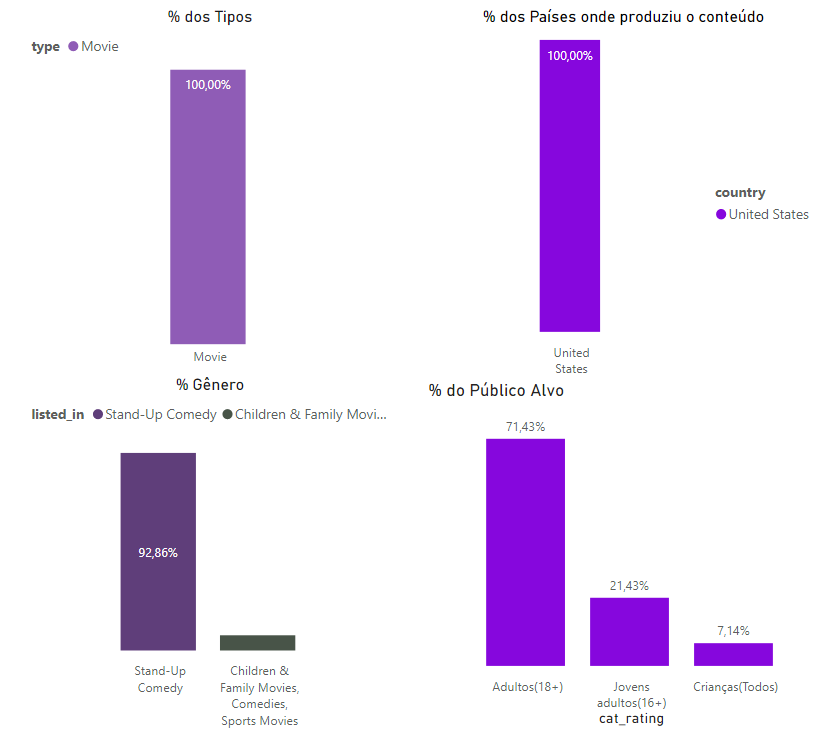 % dos Tipos
type Movie
100,00%
Movie
% dos Países onde produziu o conteúdo
100,00%
United
States
country
United States
% Gênero
listed_in Stand-Up Comedy Children & Family Movi...
92,86%
Stand-Up
Comedy
Children &
Family Movies,
Comedies,
Sports Movies
% do Público Alvo
71,43%
21,43%
7,14%
Adultos(18+)
Jovens
adultos(16+)
Crianças(Todos)
cat_rating